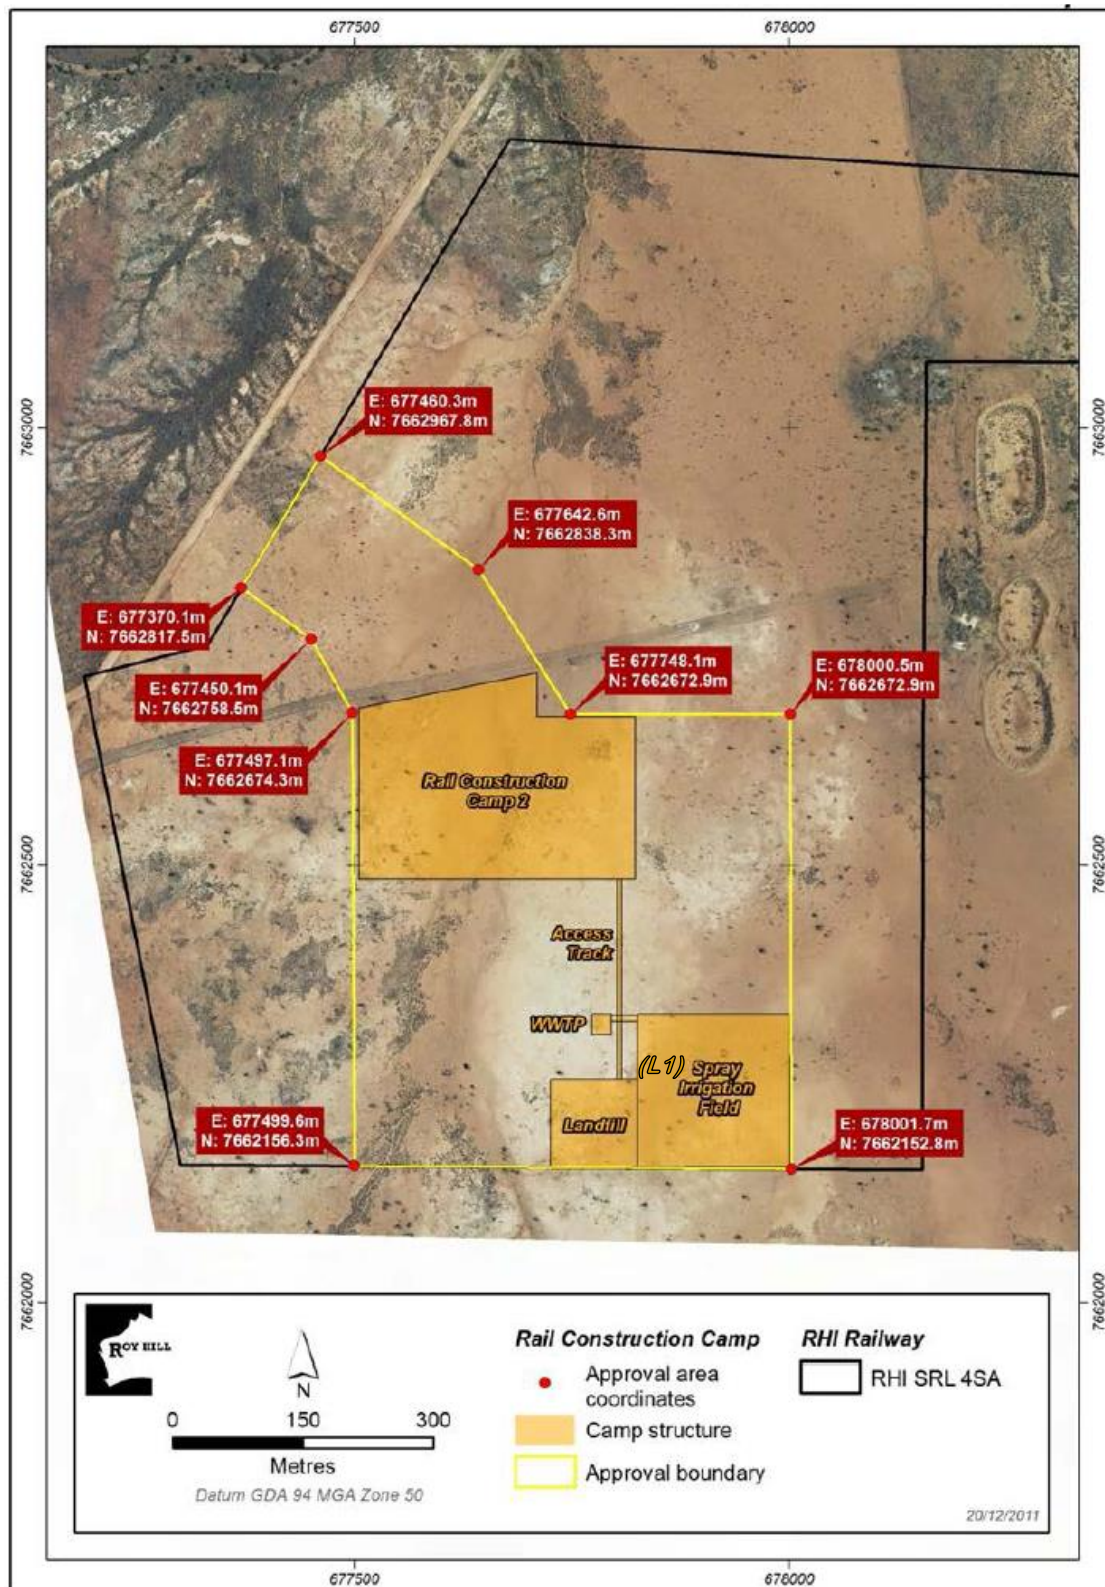 677500
678000
7663000
7663000
E: 677460.3m
N: 7662967.8m
E: 677642.6m
N: 7662838.3m
E: 677370.1m
N: 7662817.5m
E: 677450.1m
N: 7662758.5m
E: 677748.1m
N: 7662672.9m
E: 678000.5m
N: 7662672.9m
E: 677497.1m
N: 7662674.3m
Rail Construction
Camp 2
7662500
7662500
Access
Track
WWTP
(L1)
Spray
Irrigation
Field
Landfill
E: 677499.6m
N: 7662156.3m
E: 678001.7m
N: 7662152.8m
7662000
7662000
ROY HILL
N
0 150 300
Metres
Datum GDA 94 MGA Zone 50
Rail Construction Camp
Approval area
coordinates
Camp structure
Approval boundary
RHI Railway
RHI SRL 4SA
20/12/2011
677500
678000